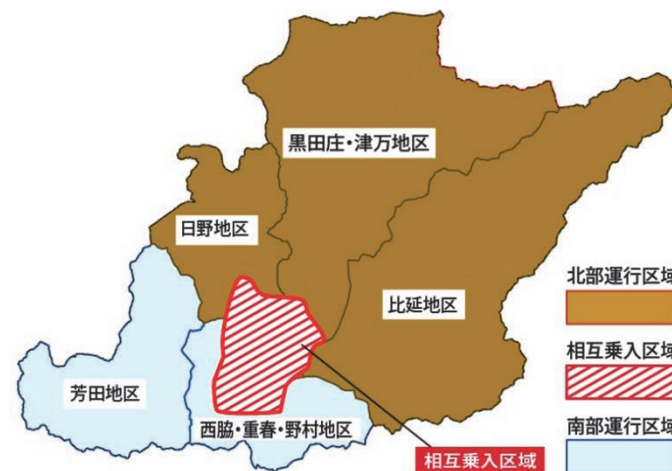 黒田庄・津万地区
日野地区
比延地区
芳田地区
西脇・重春・野村地区
相互乗入区域
北部運行区域
相互乗入区域
南部運行区域